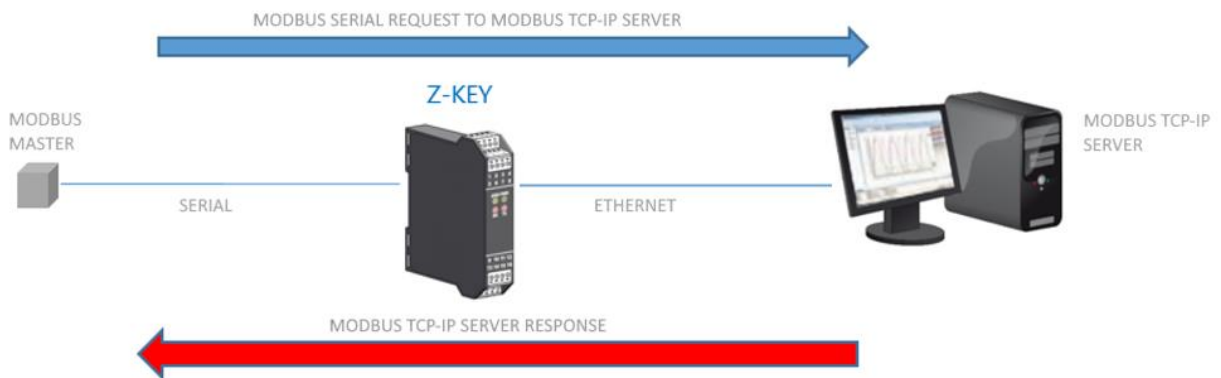 MODBUS SERIAL REQUEST TO MODBUS TCP-IP SERVER
Z-KEY
MODBUS
MASTER
MODBUS TCP-IP
SERVER
SERIAL
ETHERNET
MODBUS TCP-IP SERVER RESPONSE